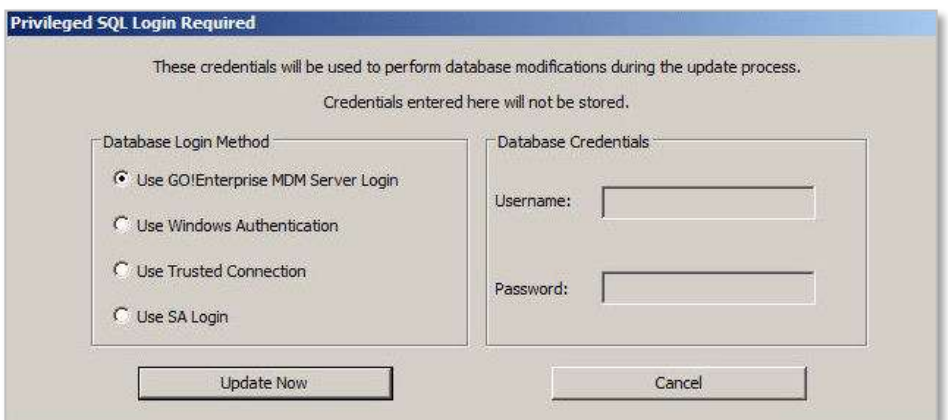 Privileged SQL Login Required
These credentials will be used to perform database modifications during the update process.
Credentials entered here will not be stored.
Database Login Method
Use GO!Enterprise MDM Server Login
Use Windows Authentication
Use Trusted Connection
Use SA Login
Database Credentials
Username:
Password:
Update Now
Cancel